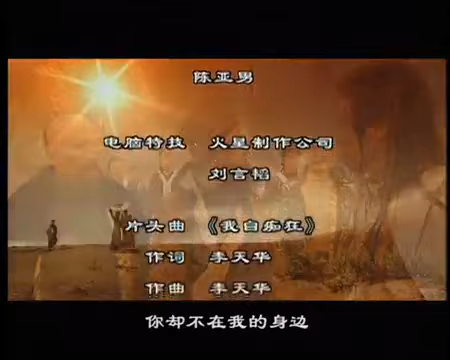 陈亚男
电脑特技 火星制作公司
刘言韬
片头曲 《我自痴狂》
作词 李天华
作曲 李天华
你却不在我的身边